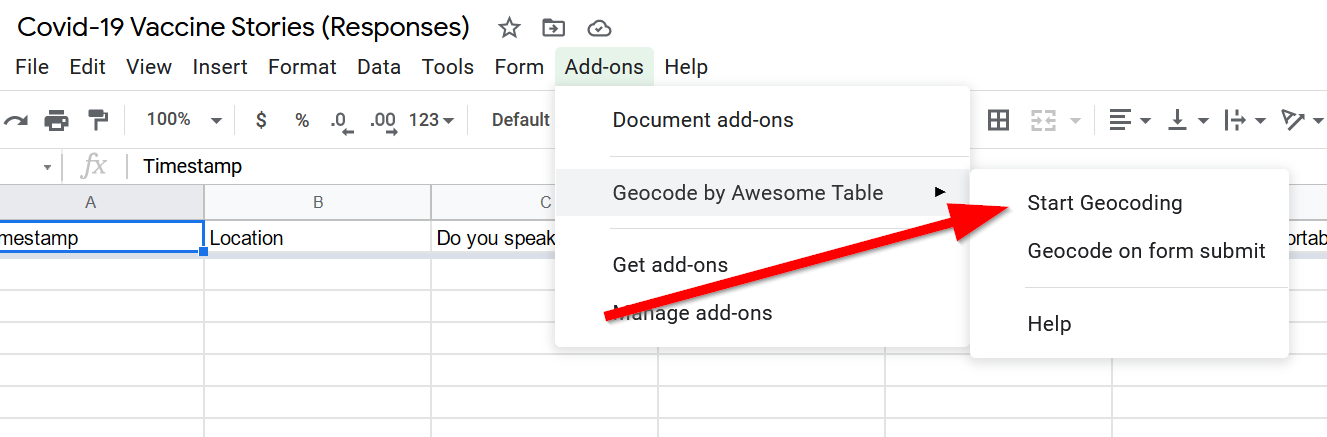 Covid-19 Vaccine Stories (Responses)
File Edit View Insert Format Data Tools Form Add-ons Help
100% $ % .0 .00 123 Default
Document add-ons
fx Timestamp
Geocode by Awesome Table
Start Geocoding
A B C
mestamp Location Do you speak ortab
Geocode on form submit
Get add-ons
Manage add-ons
Help